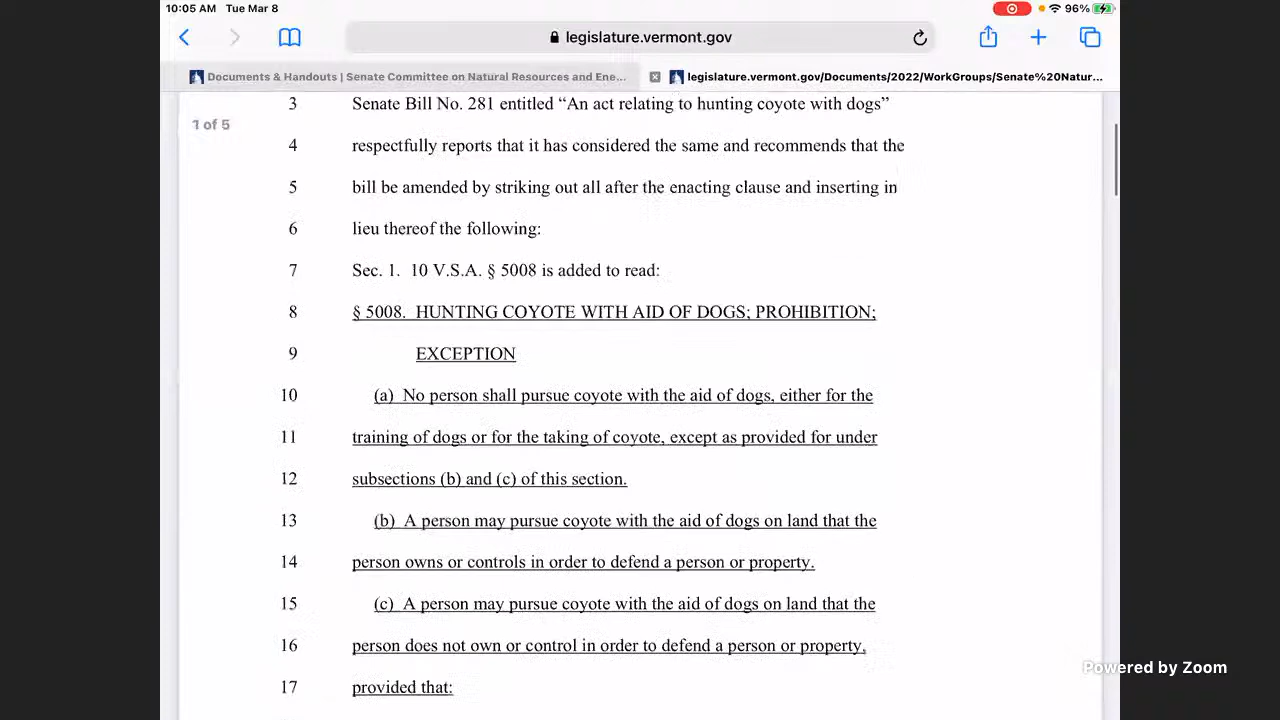 10:05 AM Tue Mar 8
96%
legislature.vermont.gov
Documents & Handouts | Senate Committee on Natural Resources and Ene...
legislature.vermont.gov/Documents/2022/WorkGroups/Senate%20Natur...
1 of 5
3 Senate Bill No. 281 entitled “An act relating to hunting coyote with dogs”
4 respectfully reports that it has considered the same and recommends that the
5 bill be amended by striking out all after the enacting clause and inserting in
6 lieu thereof the following:
7 Sec. 1. 10 V.S.A. § 5008 is added to read:
8 § 5008. HUNTING COYOTE WITH AID OF DOGS; PROHIBITION;
9 EXCEPTION
10 (a) No person shall pursue coyote with the aid of dogs, either for the
11 training of dogs or for the taking of coyote, except as provided for under
12 subsections (b) and (c) of this section.
13 (b) A person may pursue coyote with the aid of dogs on land that the
14 person owns or controls in order to defend a person or property.
15 (c) A person may pursue coyote with the aid of dogs on land that the
16 person does not own or control in order to defend a person or property,
17 provided that:
Powered by Zoom